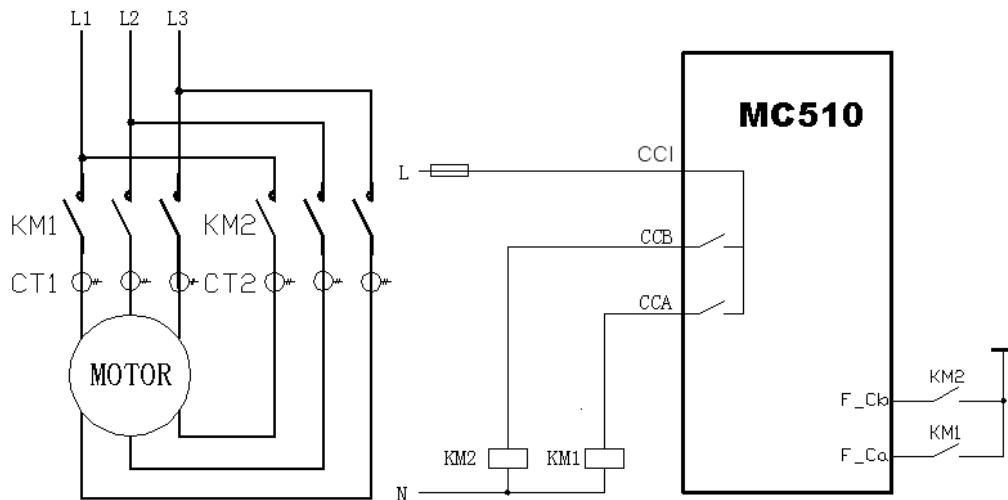 L1 L2 L3
MC510
CCI
L
KM1 KM2
CCB
CT1 CT2
CCA
MOTOR
KM2
F_Cb
KM1
F_Ca
KM2 KM1
N